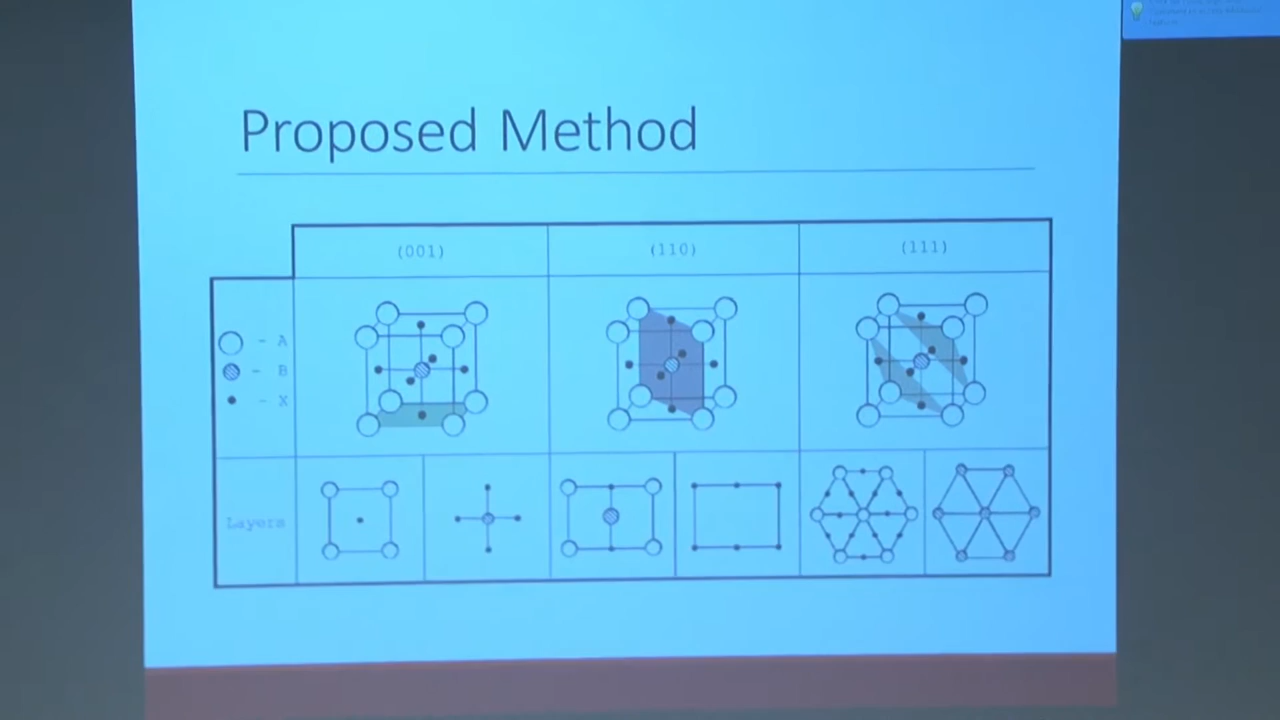 Proposed Method
(001) (110) (111)
- A
- B
- X
Layers